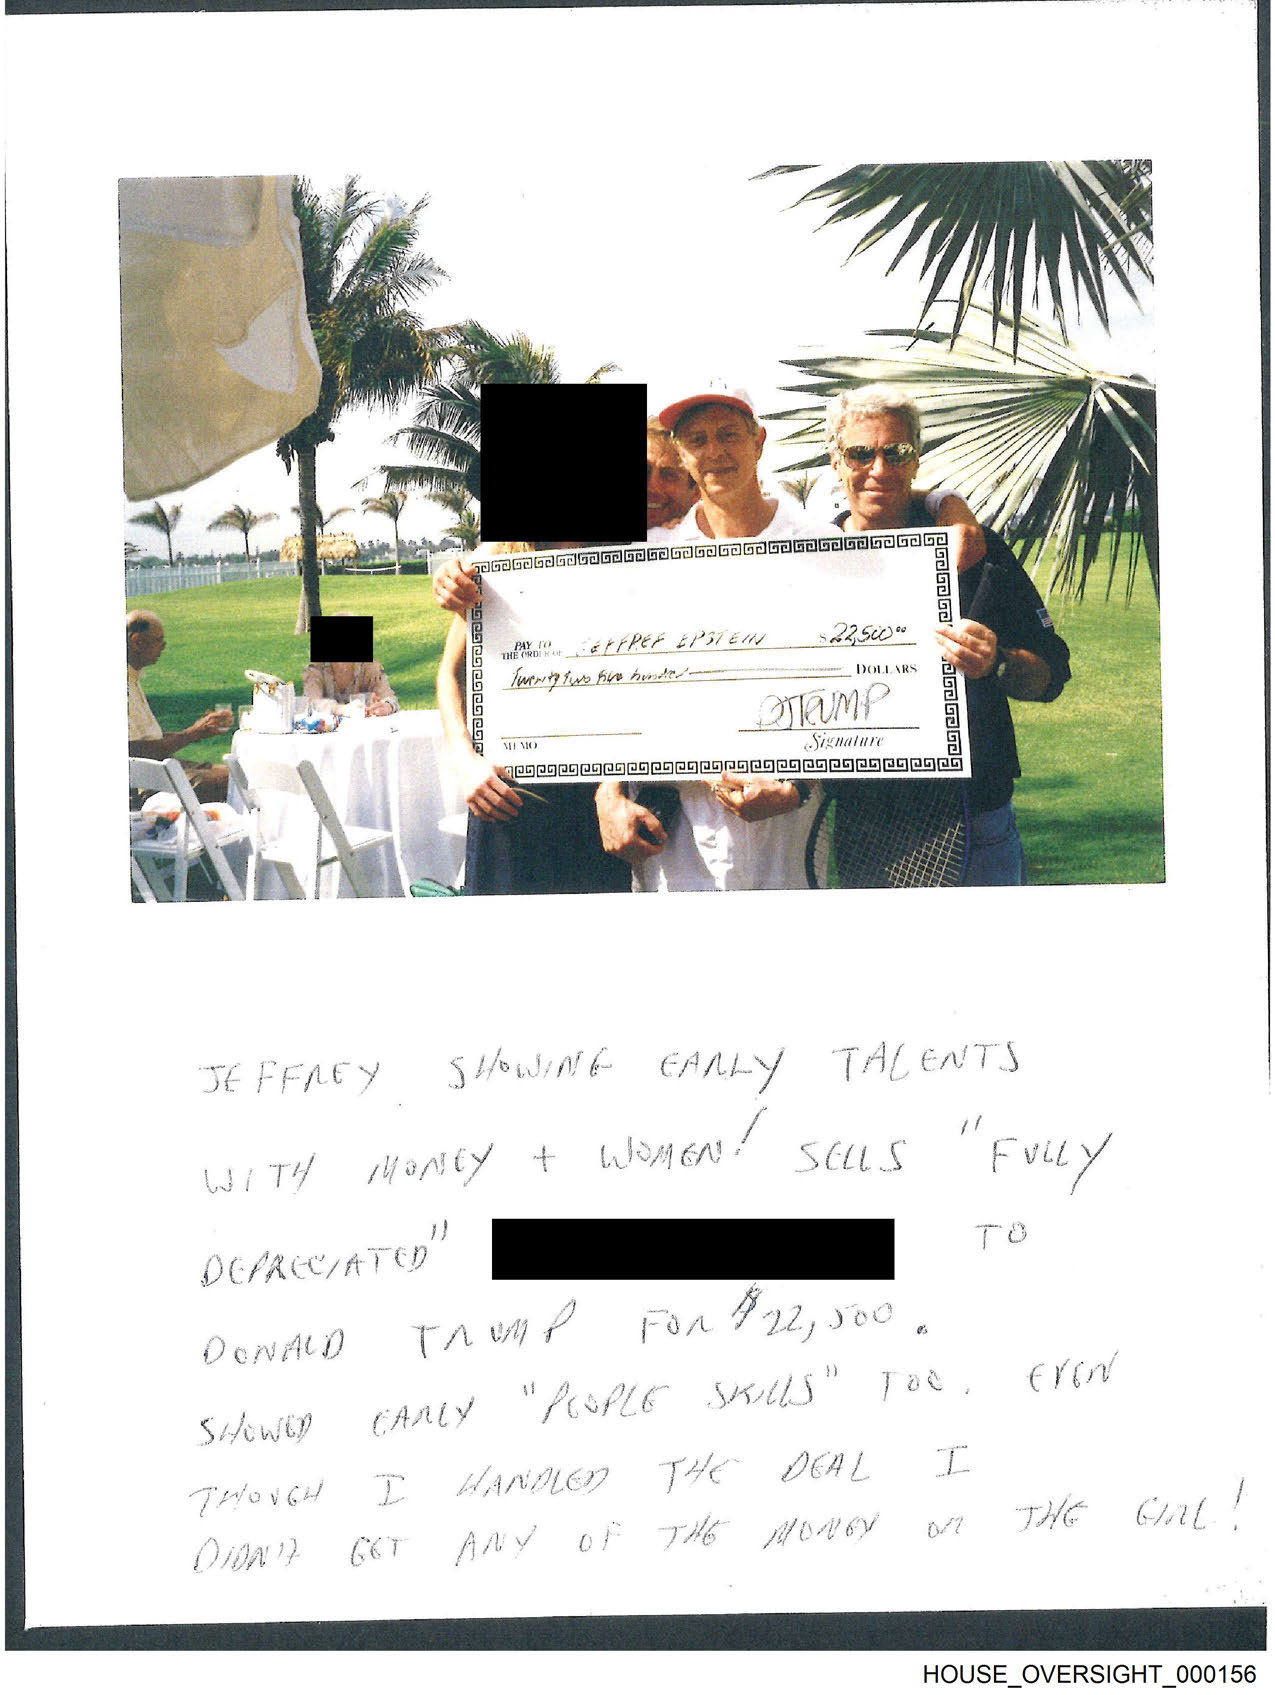 PAY TO
THE ORDER OF JEFFREF EPSTEIN $22,500.00
Twenty two five hundred DOLLARS
DJTRUMP
MEMO Signature
JEFFREY SHOWING EARLY TALENTS
WITH MONEY + WOMEN! SELLS "FULLY
DEPRECIATED" TO
DONALD TRUMP FOR $22,500.
SHOWED EARLY "PEOPLE SKILLS" TOO. EVEN
THOUGH I HANDLED THE DEAL I
DIDN'T GET ANY OF THE MONEY OR THE GIRL!
HOUSE_OVERSIGHT_000156